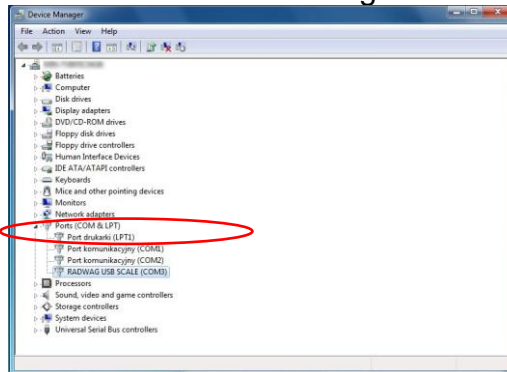 Device Manager
File Action View Help
Batteries
Computer
Disk drives
Display adapters
DVD/CD-ROM drives
Floppy disk drives
Floppy drive controllers
Human Interface Devices
IDE ATA/ATAPI controllers
Keyboards
Mice and other pointing devices
Monitors
Network adapters
Ports (COM & LPT)
Port drukarki (LPT1)
Port komunikacyjny (COM1)
Port komunikacyjny (COM2)
RADWAG USB SCALE (COM3)
Processors
Sound, video and game controllers
Storage controllers
System devices
Universal Serial Bus controllers